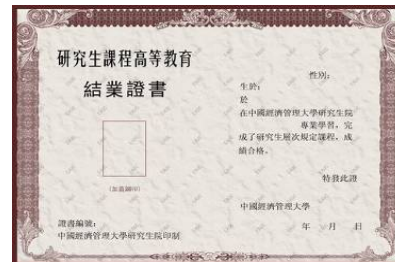 研究生課程高等教育
結業證書
(加蓋鋼印)
證書編號：
中國經濟管理大學研究生院印制
性別：
生於：
於
在中國經濟管理大學研究生院
專業學習，完
成了研究生層次規定課程，成
績合格。
特發此證
中國經濟管理大學
年 月 日